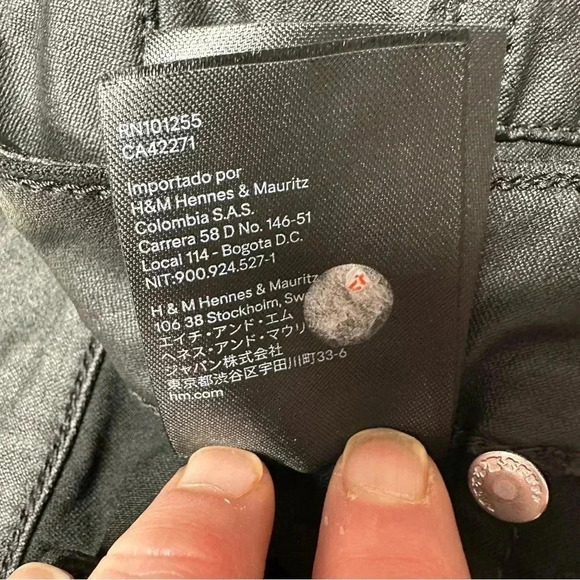 RN101255
CA42271
Importado por
H&M Hennes & Mauritz
Colombia S.A.S.
Carrera 58 D No. 146-51
Local 114 - Bogota D.C.
NIT:900.924.527-1
H & M Hennes & Mauritz
106 38 Stockholm,
エイチ・アンド・エム
ヘネス・アンド・マウリ
ジャパン株式会社
東京都渋谷区宇田川町33-6
hm.com